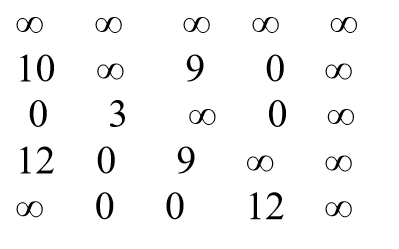 ∞ ∞ ∞ ∞ ∞
10 ∞ 9 0 ∞
0 3 ∞ 0 ∞
12 0 9 ∞ ∞
∞ 0 0 12 ∞